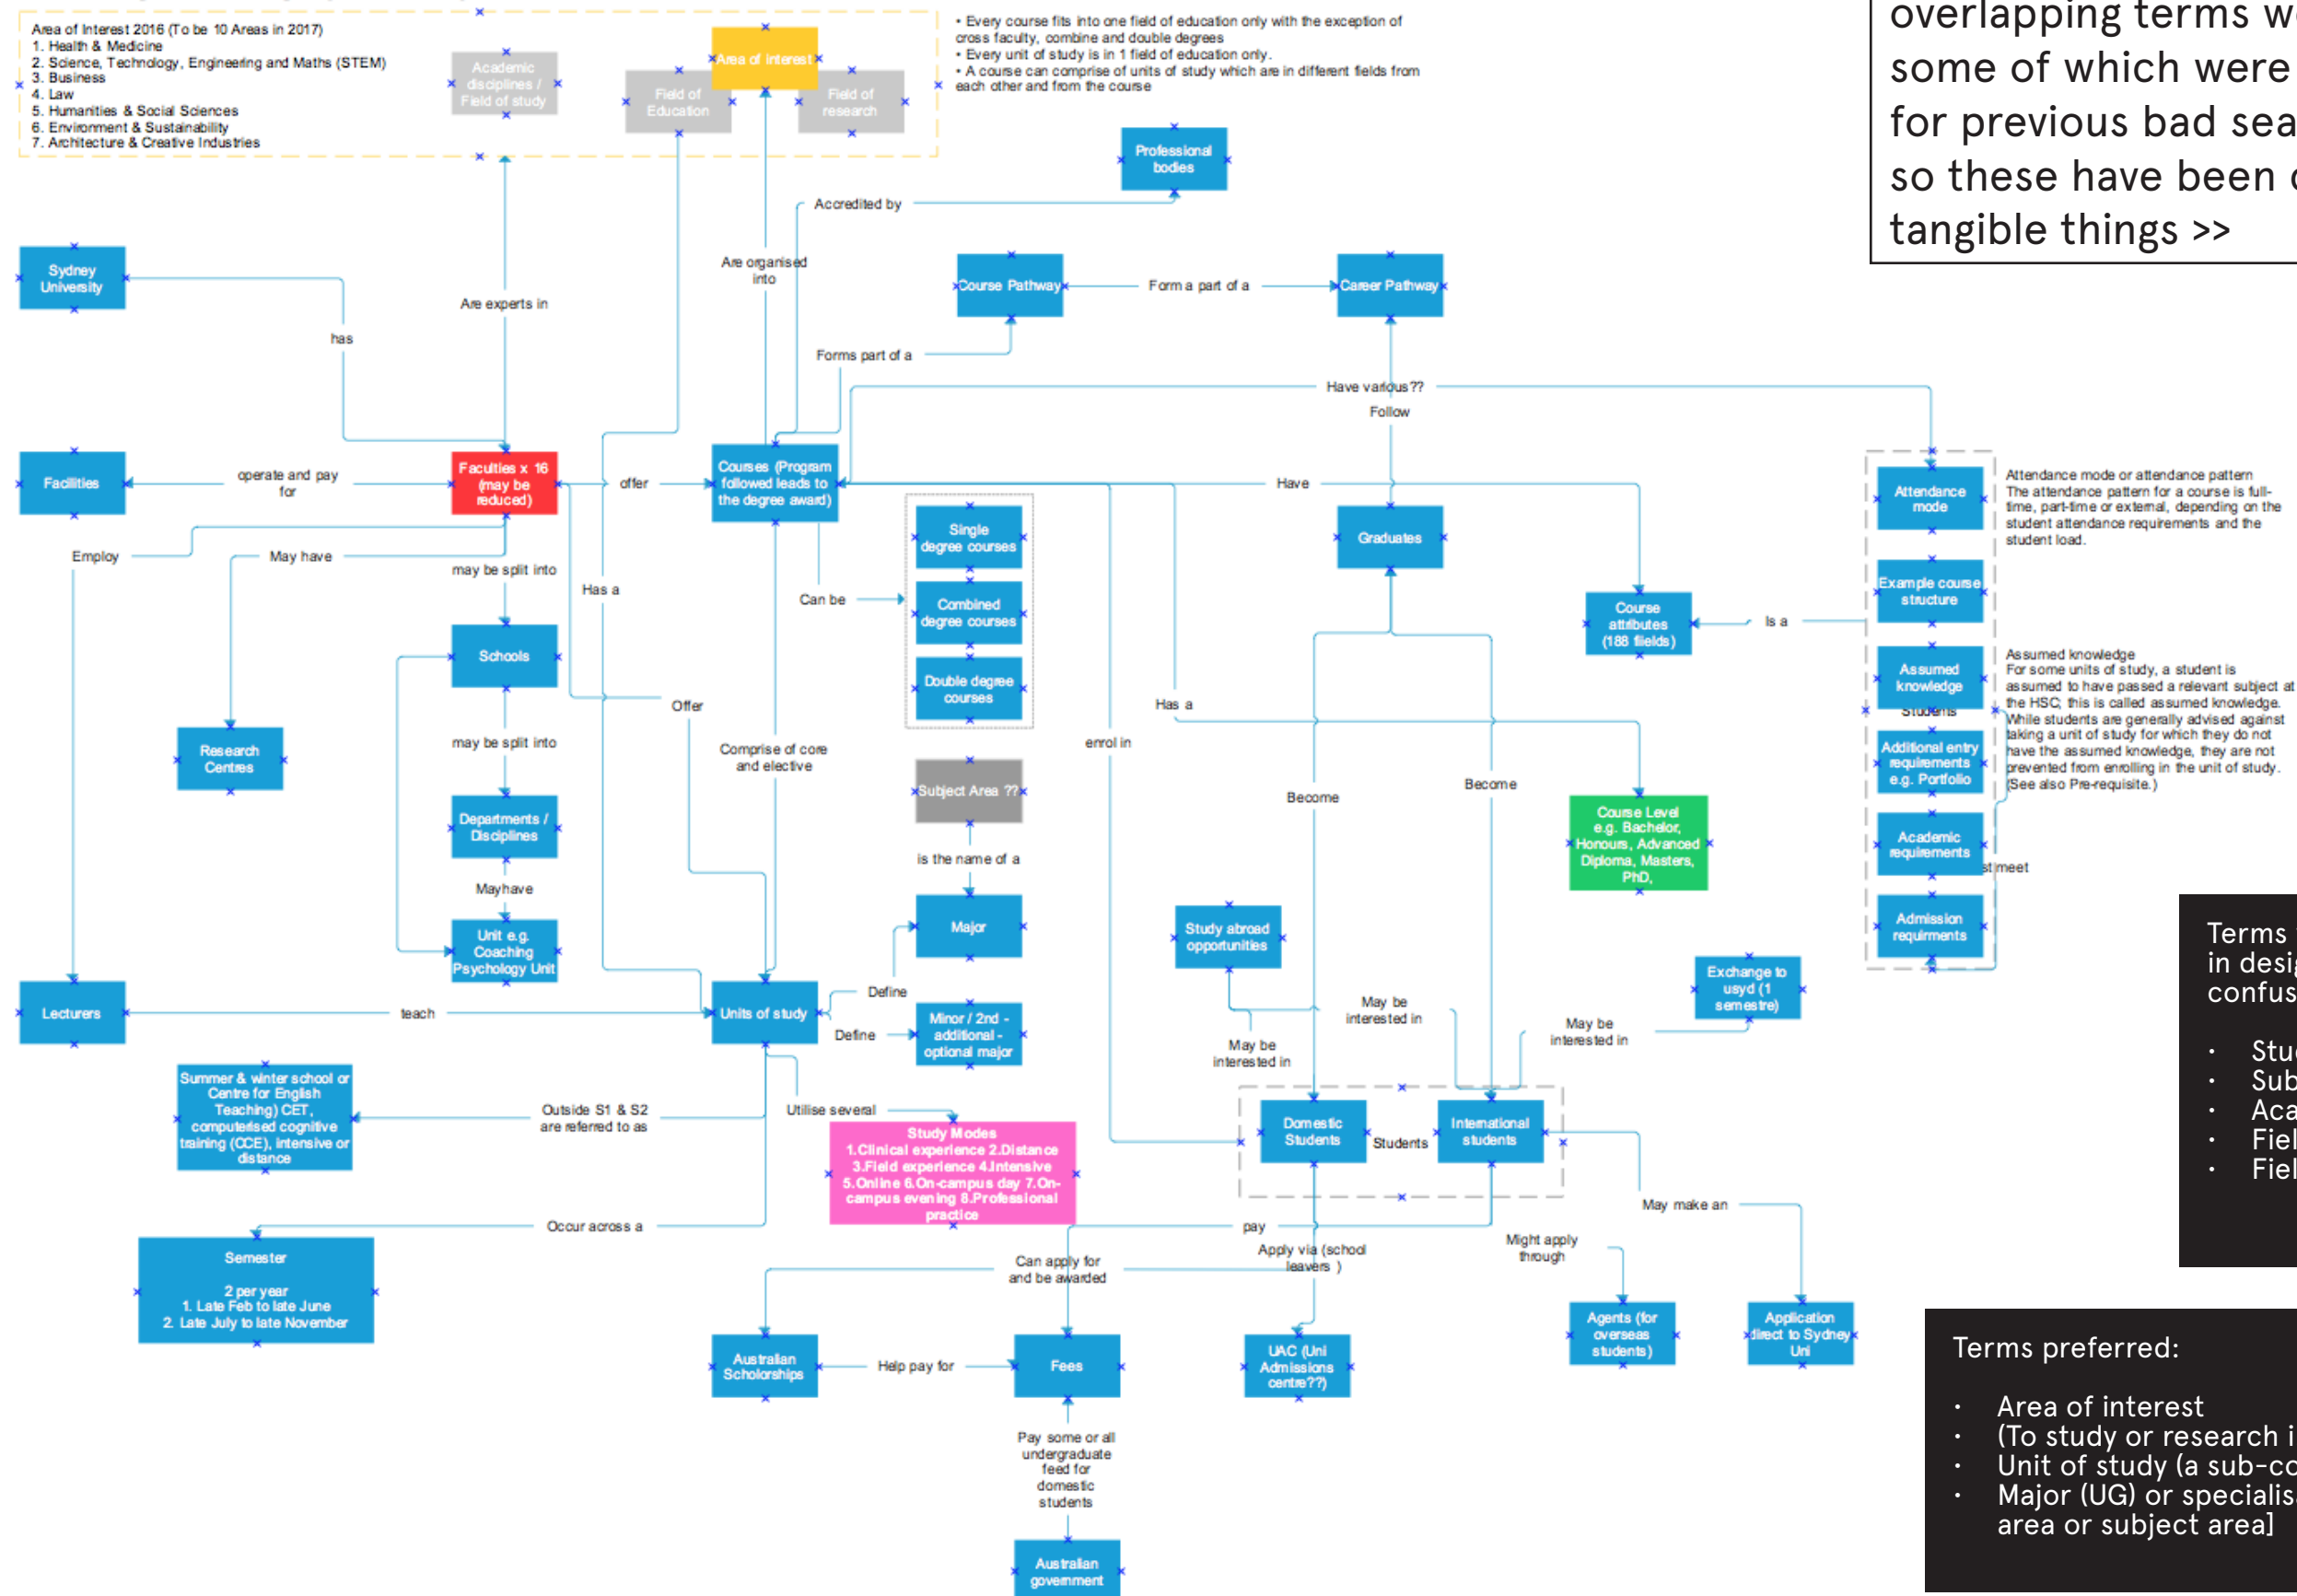 Area of Interest 2016 (To be 10 Areas in 2017)
1. Health & Medicine
2. Science, Technology, Engineering and Maths (STEM)
3. Business
4. Law
5. Humanities & Social Sciences
6. Environment & Sustainability
7. Architecture & Creative Industries
Academic
disciplines /
Field of study
Field of
Education
Area of interest
Field of
research
• Every course fits into one field of education only with the exception of
cross faculty, combine and double degrees
• Every unit of study is in 1 field of education only.
• A course can comprise of units of study which are in different fields from
each other and from the course
overlapping terms
some of which were
for previous bad
so these have been
tangible things >>
Professional
bodies
Accredited by
Sydney
University
has
Are experts in
Are organised
into
Course Pathway
Form a part of a
Career Pathway
Forms part of a
Have various??
Follow
Facilities
operate and pay
for
Faculties x 16
(may be
reduced)
offer
Courses (Program
followed leads to
the degree award)
Have
Attendance
mode
Attendance mode or attendance pattern
The attendance pattern for a course is full-
time, part-time or external, depending on the
student attendance requirements and the
student load.
Employ
May have
may be split into
Has a
Can be
Single
degree courses
Combined
degree courses
Double degree
courses
Graduates
Course
attributes
(188 fields)
Is a
Example course
structure
Schools
Assumed
knowledge
Students
Assumed knowledge
For some units of study, a student is
assumed to have passed a relevant subject at
the HSC; this is called assumed knowledge.
While students are generally advised against
taking a unit of study for which they do not
have the assumed knowledge, they are not
prevented from enrolling in the unit of study.
(See also Pre-requisite.)
Offer
Has a
Research
Centres
may be split into
Comprise of core
and elective
enrol in
Additional entry
requirements
e.g. Portfolio
Subject Area ??
Become
Become
Departments /
Disciplines
is the name of a
Course Level
e.g. Bachelor,
Honours, Advanced
Diploma, Masters,
PhD,
Academic
requirements
meet
May have
Major
Unit e.g.
Coaching
Psychology Unit
Study abroad
opportunities
Admission
requirments
Terms
in
Exchange to
usyd (1
semestre)
Define
Lecturers
teach
Units of study
Define
Minor / 2nd -
additional -
optional major
May be
interested in
May be
interested in
May be
interested in
Summer & winter school or
Centre for English
Teaching) CET,
computerised cognitive
training (CCE), intensive or
distance
Outside S1 & S2
are referred to as
Utilise several
Study Modes
1.Clinical experience 2.Distance
3.Field experience 4.Intensive
5.Online 6.On-campus day 7.On-
campus evening 8.Professional
practice
Domestic
Students
Students
International
students
Occur across a
pay
May make an
Semester
2 per year
1. Late Feb to late June
2. Late July to late November
Can apply for
and be awarded
Apply via (school
leavers )
Might apply
through
Australian
Scholorships
Help pay for
Fees
UAC (Uni
Admissions
centre??)
Agents (for
overseas
students)
Application
direct to Sydney
Uni
Terms preferred:
• Area of interest
• (To study or research
• Unit of study (a
• Major (UG) or
area or subject area]
Pay some or all
undergraduate
feed for
domestic
students
Australian
government